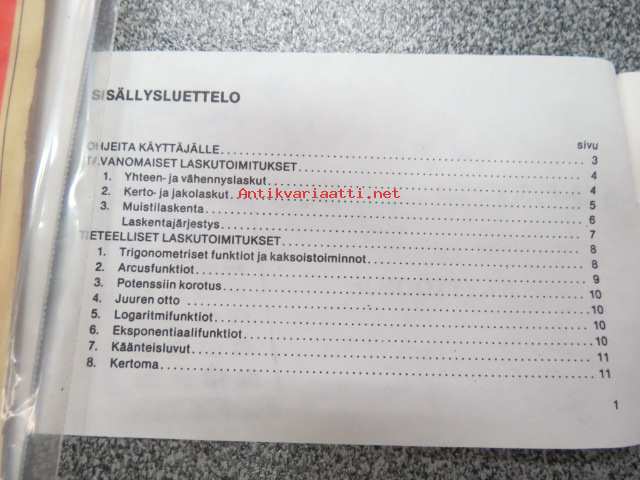 SISÄLLYSLUETTELO
sivu
OHJEITA KÄYTTÄJÄLLE 3
TAVANOMAISET LASKUTOIMITUKSET 4
1. Yhteen- ja vähennyslaskut 4
2. Kerto- ja jakolaskut 5
Antikvariaatti.net
3. Muistilaskenta 6
Laskentajärjestys 7
TIETEELLISET LASKUTOIMITUKSET 8
1. Trigonometriset funktiot ja kaksoistoiminnot 8
2. Arcusfunktiot 9
3. Potenssiin korotus 10
4. Juuren otto 10
5. Logaritmifunktiot 10
6. Eksponentiaalifunktiot 10
7. Käänteisluvut 11
8. Kertoma 11
1